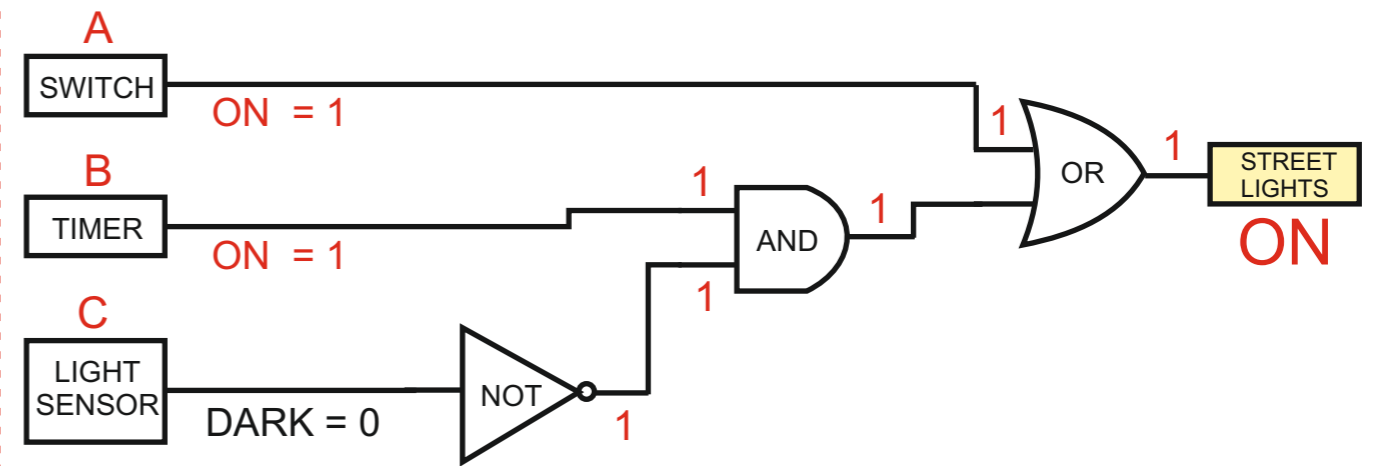 A
SWITCH
ON = 1
1
OR
1
STREET
LIGHTS
ON
B
TIMER
ON = 1
1
AND
1
1
C
LIGHT
SENSOR
DARK = 0
NOT
1